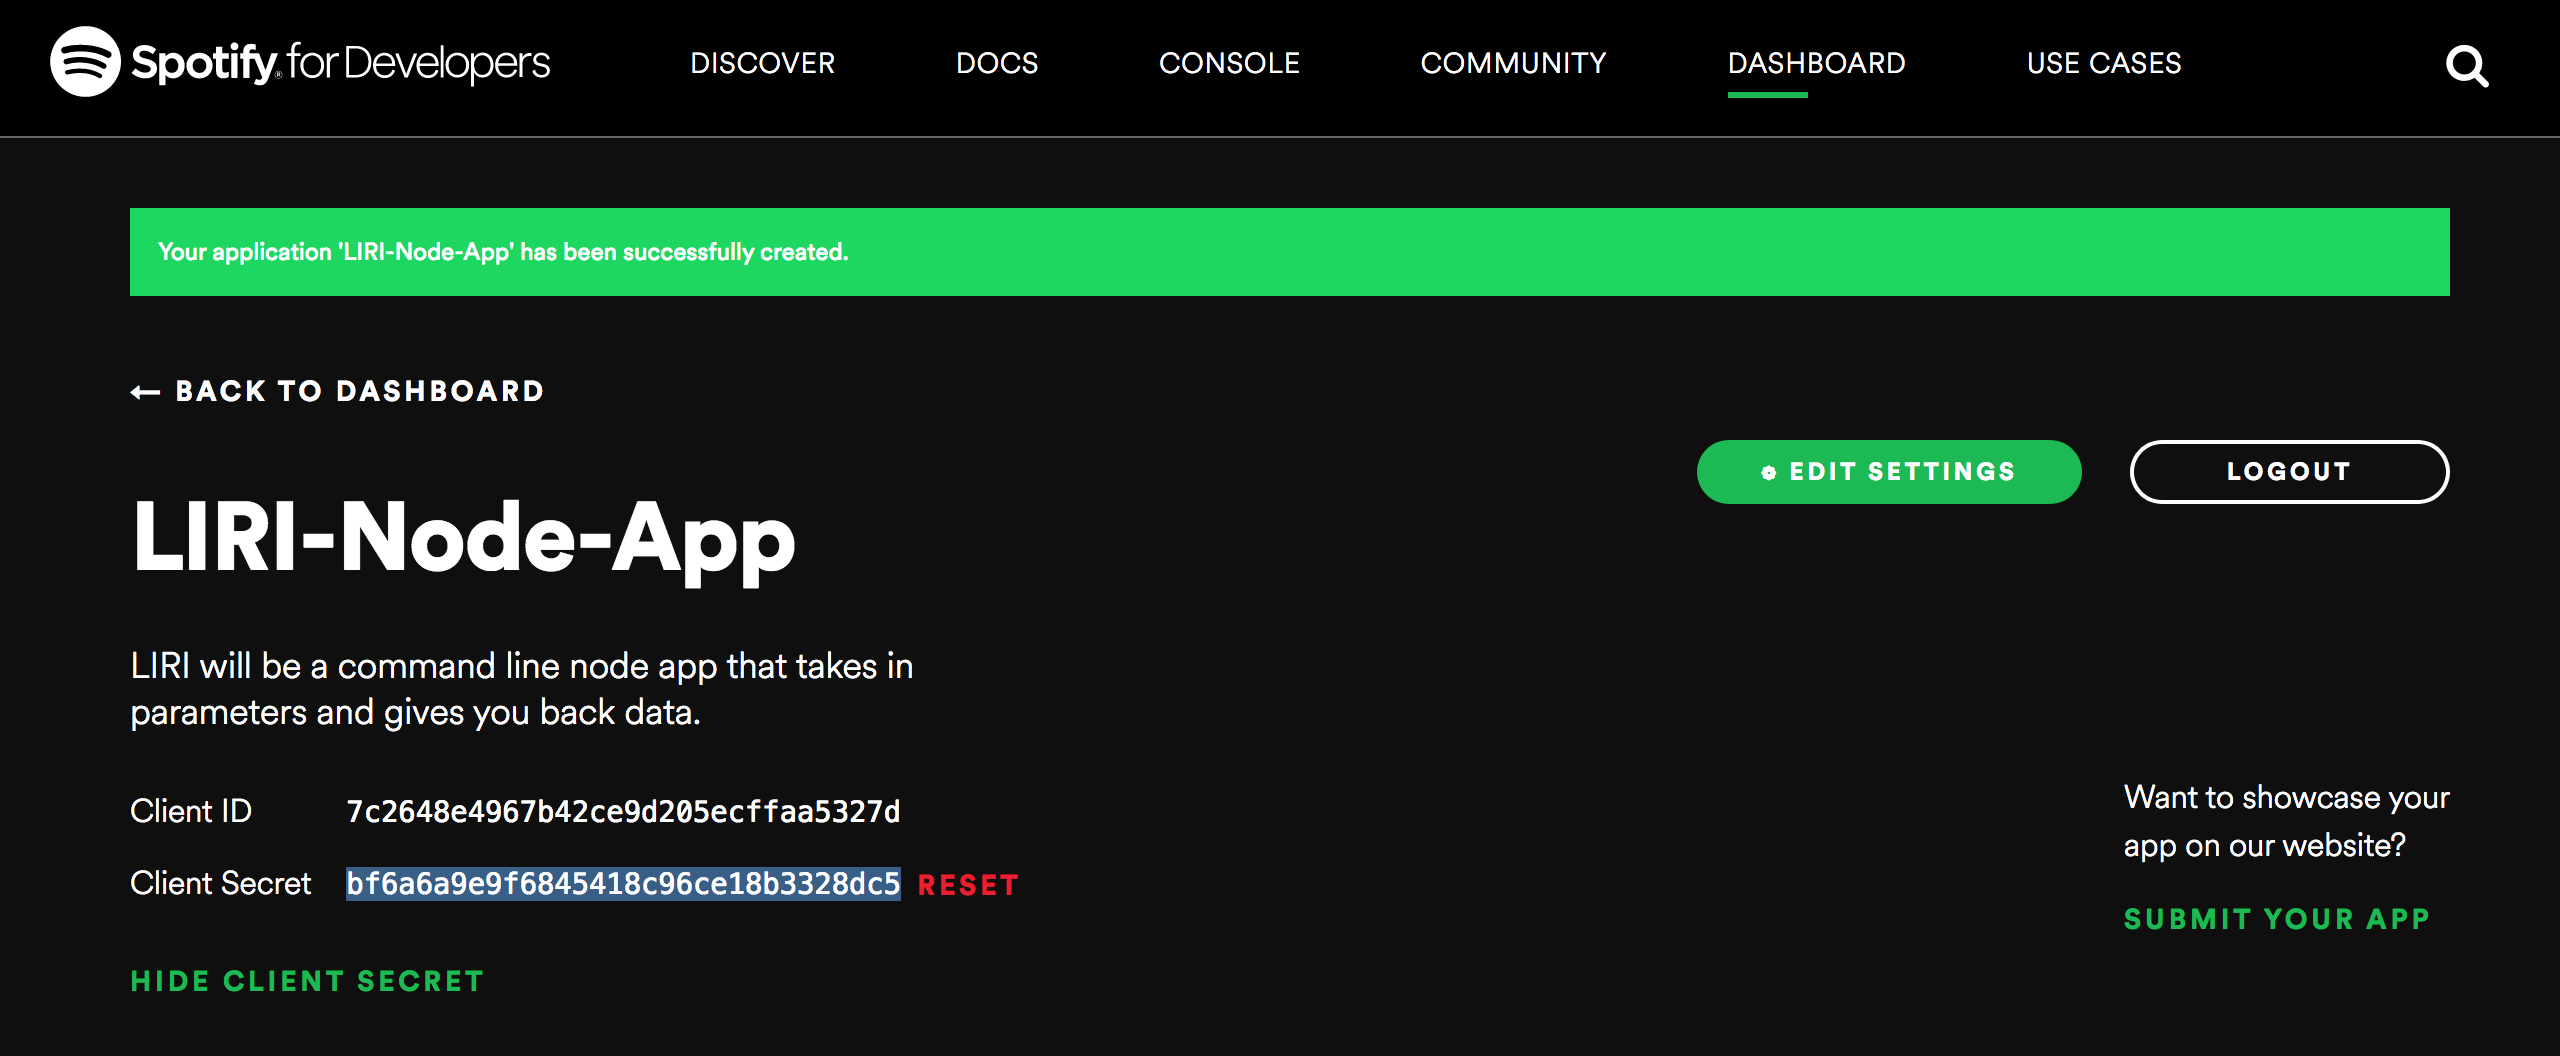 Spotify® for Developers
DISCOVER
DOCS
CONSOLE
COMMUNITY
DASHBOARD
USE CASES
Your application 'LIRI-Node-App' has been successfully created.
← BACK TO DASHBOARD
EDIT SETTINGS
LOGOUT
LIRI-Node-App
LIRI will be a command line node app that takes in
parameters and gives you back data.
Client ID 7c2648e4967b42ce9d205ecffaa5327d
Client Secret bf6a6a9e9f6845418c96ce18b3328dc5 RESET
HIDE CLIENT SECRET
Want to showcase your
app on our website?
SUBMIT YOUR APP